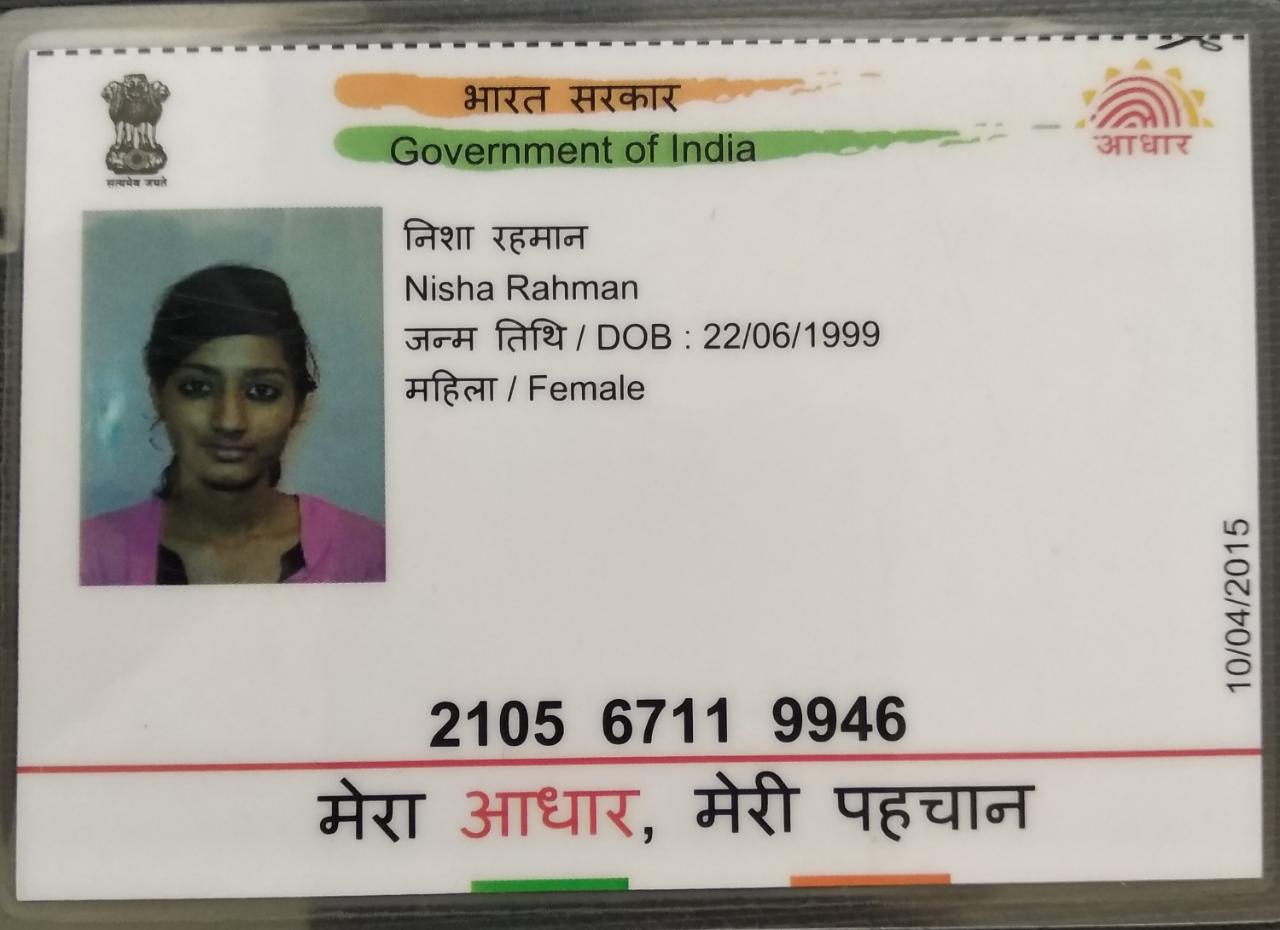 भारत सरकार
Government of India
आधार
सत्यमेव जयते
निशा रहमान
Nisha Rahman
जन्म तिथि / DOB : 22/06/1999
महिला / Female
10/04/2015
2105 6711 9946
मेरा आधार, मेरी पहचान